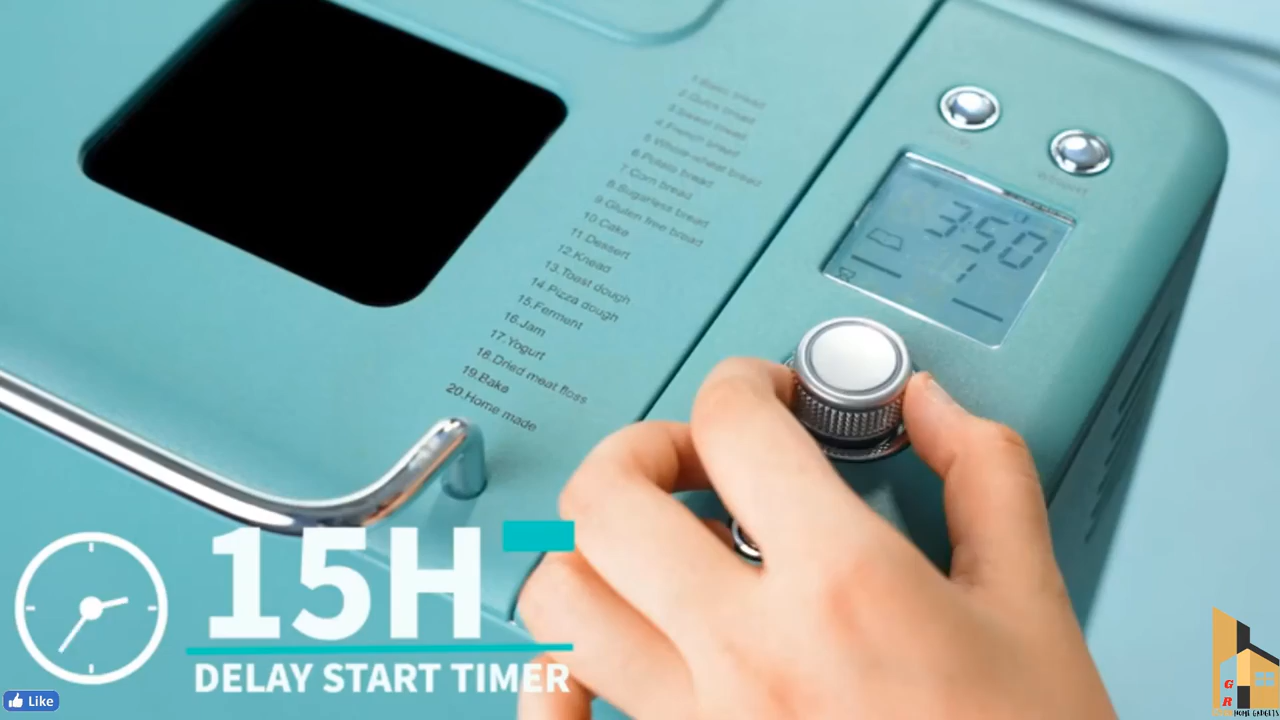 1.Basic bread
2.Quick bread
3.Sweet bread
4.French bread
5.Whole-wheat bread
6.Potato bread
7.Corn bread
8.Sugarless bread
9.Gluten free bread
10.Cake
11.Dessert
12.Knead
13.Toast dough
14.Pizza dough
15.Ferment
16.Jam
17.Yogurt
18.Dried meat floss
19.Bake
20.Home made
3:50
1
15H
DELAY START TIMER
Like
GR
HOME GADGETS